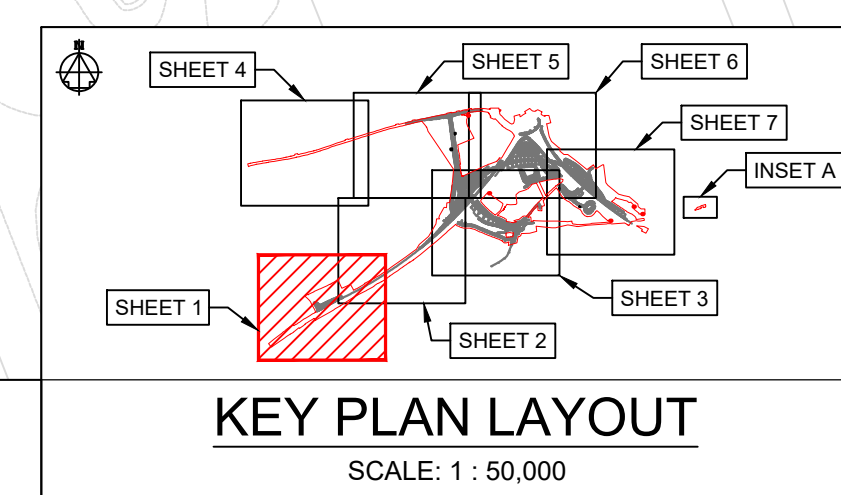 N
SHEET 4
SHEET 5
SHEET 6
SHEET 7
INSET A
SHEET 1
SHEET 3
SHEET 2
KEY PLAN LAYOUT
SCALE: 1 : 50,000